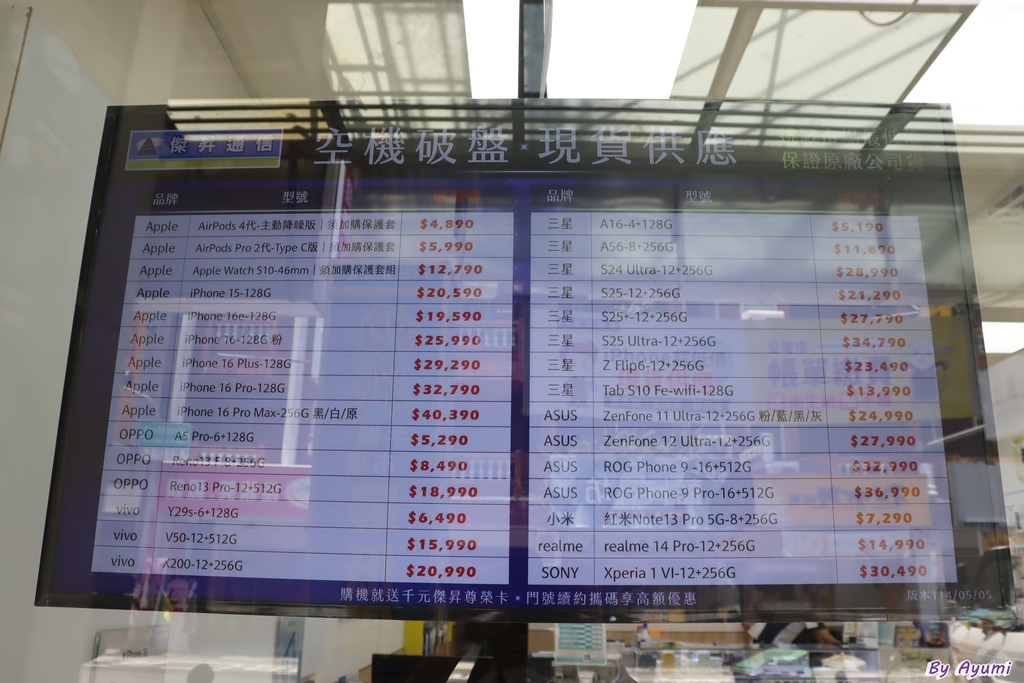 傑昇通信
空機破盤·現貨供應
保證原廠公司貨
品牌 型號
Apple AirPods 4代-主動降噪版|須加購保護套 $4,890
Apple AirPods Pro 2代-Type C版|須加購保護套 $5,990
Apple Apple Watch S10-46mm|須加購保護套組 $12,790
Apple iPhone 15-128G $20,590
Apple iPhone 16e-128G $19,590
Apple iPhone 16-128G 粉 $25,990
Apple iPhone 16 Plus-128G $29,290
Apple iPhone 16 Pro-128G $32,790
Apple iPhone 16 Pro Max-256G 黑/白/原 $40,390
OPPO A5 Pro-6+128G $5,290
OPPO Reno13 F-8+256G $8,490
OPPO Reno13 Pro-12+512G $18,990
vivo Y29s-6+128G $6,490
vivo V50-12+512G $15,990
vivo X200-12+256G $20,990
品牌 型號
三星 A16-4+128G $5,190
三星 A56-8+256G $11,890
三星 S24 Ultra-12+256G $28,990
三星 S25-12+256G $21,290
三星 S25+-12+256G $27,790
三星 S25 Ultra-12+256G $34,790
三星 Z Flip6-12+256G $23,490
三星 Tab S10 Fe-wifi-128G $13,990
ASUS ZenFone 11 Ultra-12+256G 粉/藍/黑/灰 $24,990
ASUS ZenFone 12 Ultra-12+256G $27,990
ASUS ROG Phone 9 -16+512G $32,990
ASUS ROG Phone 9 Pro-16+512G $36,990
小米 紅米Note13 Pro 5G-8+256G $7,290
realme realme 14 Pro-12+256G $14,990
SONY Xperia 1 VI-12+256G $30,490
購機就送千元傑昇尊榮卡×門號續約攜碼享高額優惠
版本114/05/05
By Ayumi